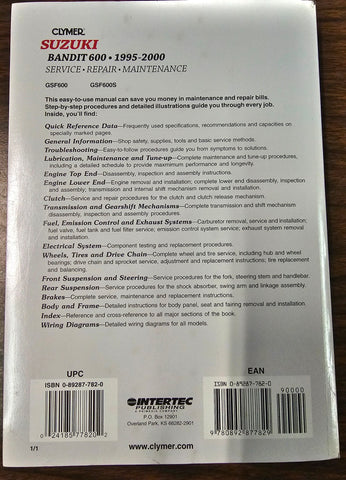 CLYMER®
SUZUKI
BANDIT 600 • 1995-2000
SERVICE • REPAIR • MAINTENANCE
GSF600 GSF600S
This easy-to-use manual can save you money in maintenance and repair bills.
Step-by-step procedures and detailed illustrations guide you through every job.
Inside, you'll find:
Quick Reference Data—Frequently used specifications, recommendations and capacities on
specially marked pages.
General Information—Shop safety, supplies, tools and basic service methods.
Troubleshooting—Easy-to-follow procedures guide you from symptoms to solutions.
Lubrication, Maintenance and Tune-up—Complete maintenance and tune-up procedures,
including a detailed schedule to provide maximum performance and longevity.
Engine Top End—Disassembly, inspection and assembly instructions.
Engine Lower End—Engine removal and installation; complete lower end disassembly, inspection
and assembly; transmission and internal shift mechanism removal and installation.
Clutch—Service and repair procedures for the clutch and clutch release mechanism.
Transmission and Gearshift Mechanisms—Complete transmission and shift mechanism
disassembly, inspection and assembly procedures.
Fuel, Emission Control and Exhaust Systems—Carburetor removal, service and installation;
fuel valve, fuel tank and fuel filter service; emission control system service; exhaust system removal
and installation.
Electrical System—Component testing and replacement procedures.
Wheels, Tires and Drive Chain—Complete wheel and tire service, including hub and wheel
bearings; drive chain and sprocket service, adjustment and replacement instructions; tire replacement
and balancing.
Front Suspension and Steering—Service procedures for the fork, steering stem and handlebar.
Rear Suspension—Service procedures for the shock absorber, swing arm and linkage assembly.
Brakes—Complete service, maintenance and replacement instructions.
Body and Frame—Detailed instructions for body panel, seat and fairing removal and installation.
Index—Reference and cross-reference to all major sections of the book.
Wiring Diagrams—Detailed wiring diagrams for all models.
UPC
EAN
ISBN 0-89287-782-0
ISBN 0-89287-782-0
90000
INTERTEC
PUBLISHING
A PRIMEDIA COMPANY
P.O. Box 12901
Overland Park, KS 66282-2901
0 24185 77820 2
9 780892 877829
www.clymer.com
1/1